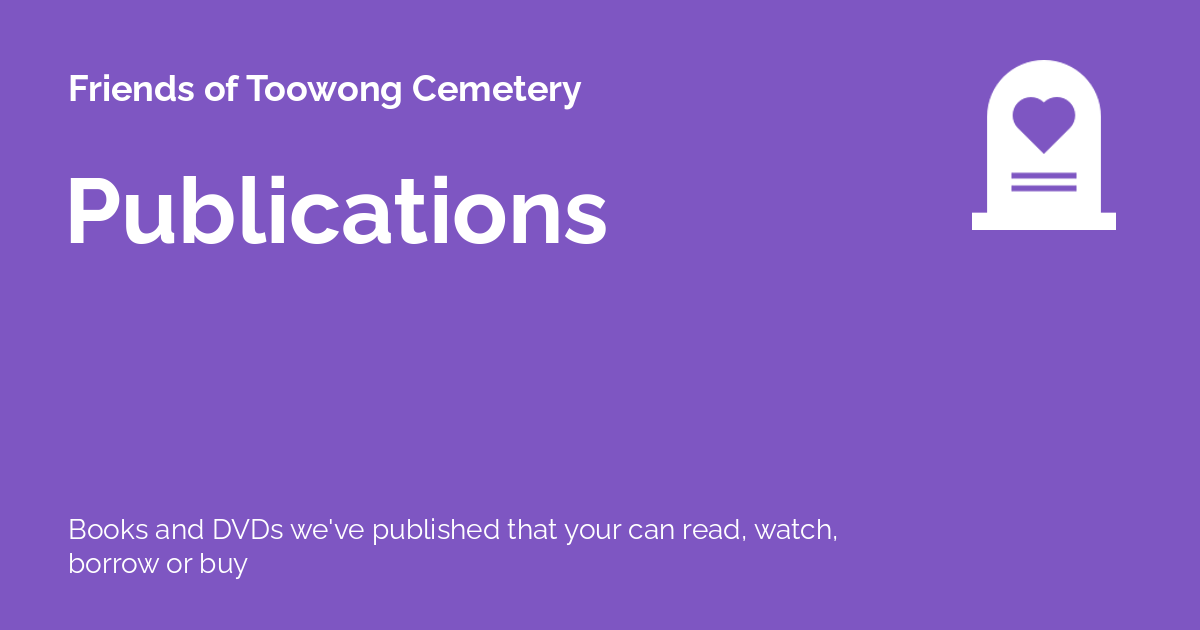 Friends of Toowong Cemetery
Publications
Books and DVDs we've published that your can read, watch,
borrow or buy